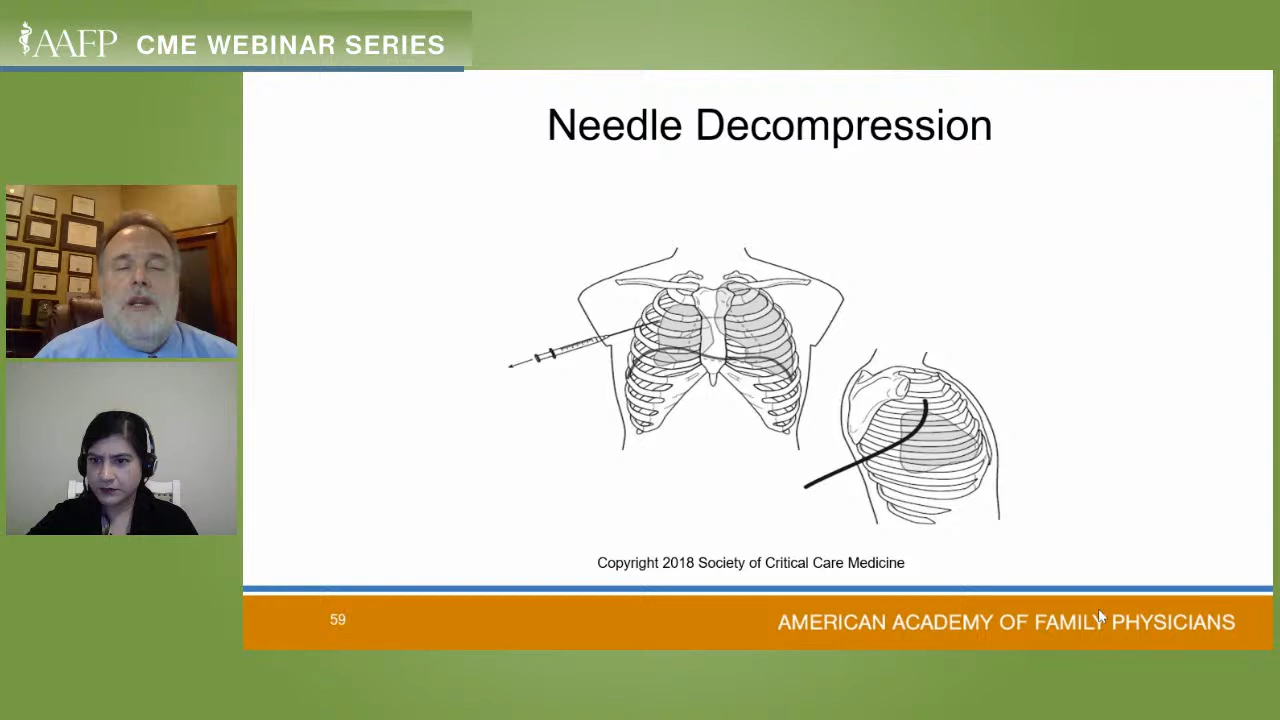 AAFP CME WEBINAR SERIES
Needle Decompression
Copyright 2018 Society of Critical Care Medicine
59
AMERICAN ACADEMY OF FAMILY PHYSICIANS